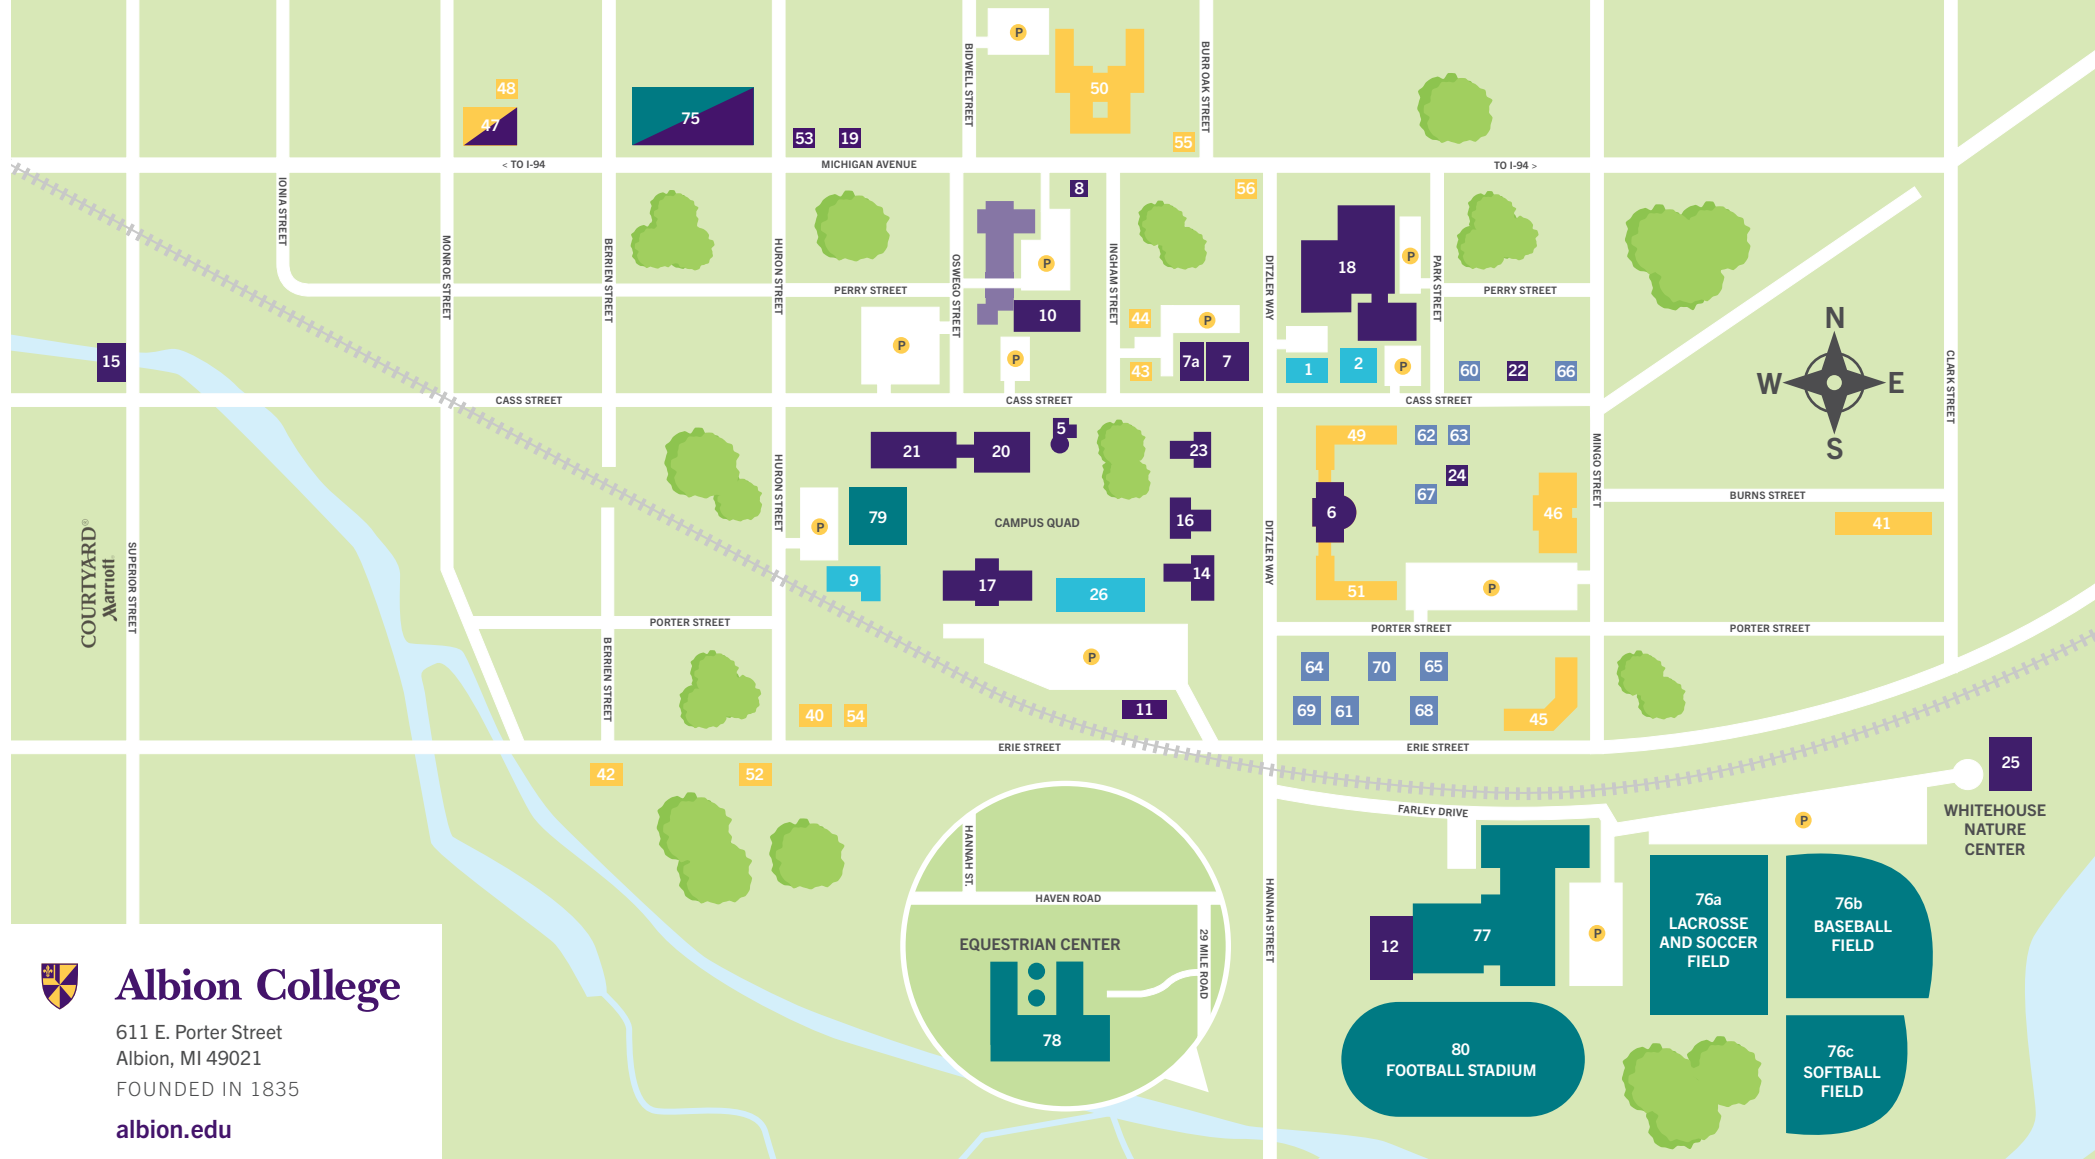 P
50
48
47
75
53
19
BIDWELL STREET
BURR OAK STREET
55
< TO I-94
MICHIGAN AVENUE
TO I-94 >
IONIA STREET
MONROE STREET
BERRIEN STREET
HURON STREET
OSWEGO STREET
INGHAM STREET
DITZLER WAY
PARK STREET
8
56
P
18
P
PERRY STREET
PERRY STREET
10
44
P
P
P
43
7a
7
1
2
P
60
22
66
15
N
W
E
S
CLARK STREET
CASS STREET
CASS STREET
CASS STREET
21
20
5
23
49
62
63
24
67
MINGO STREET
HURON STREET
P
79
CAMPUS QUAD
16
6
46
BURNS STREET
41
COURTYARD®
Marriott
SUPERIOR STREET
DITZLER WAY
9
17
26
14
51
P
PORTER STREET
PORTER STREET
PORTER STREET
BERRIEN STREET
P
64
70
65
40
54
11
69
61
68
45
ERIE STREET
ERIE STREET
42
52
25
WHITEHOUSE
NATURE
CENTER
FARLEY DRIVE
P
HANNAH ST.
HAVEN ROAD
29 MILE ROAD
HANNAH STREET
EQUESTRIAN CENTER
78
12
77
P
76a
LACROSSE
AND SOCCER
FIELD
76b
BASEBALL
FIELD
80
FOOTBALL STADIUM
76c
SOFTBALL
FIELD
Albion College
611 E. Porter Street
Albion, MI 49021
FOUNDED IN 1835
albion.edu